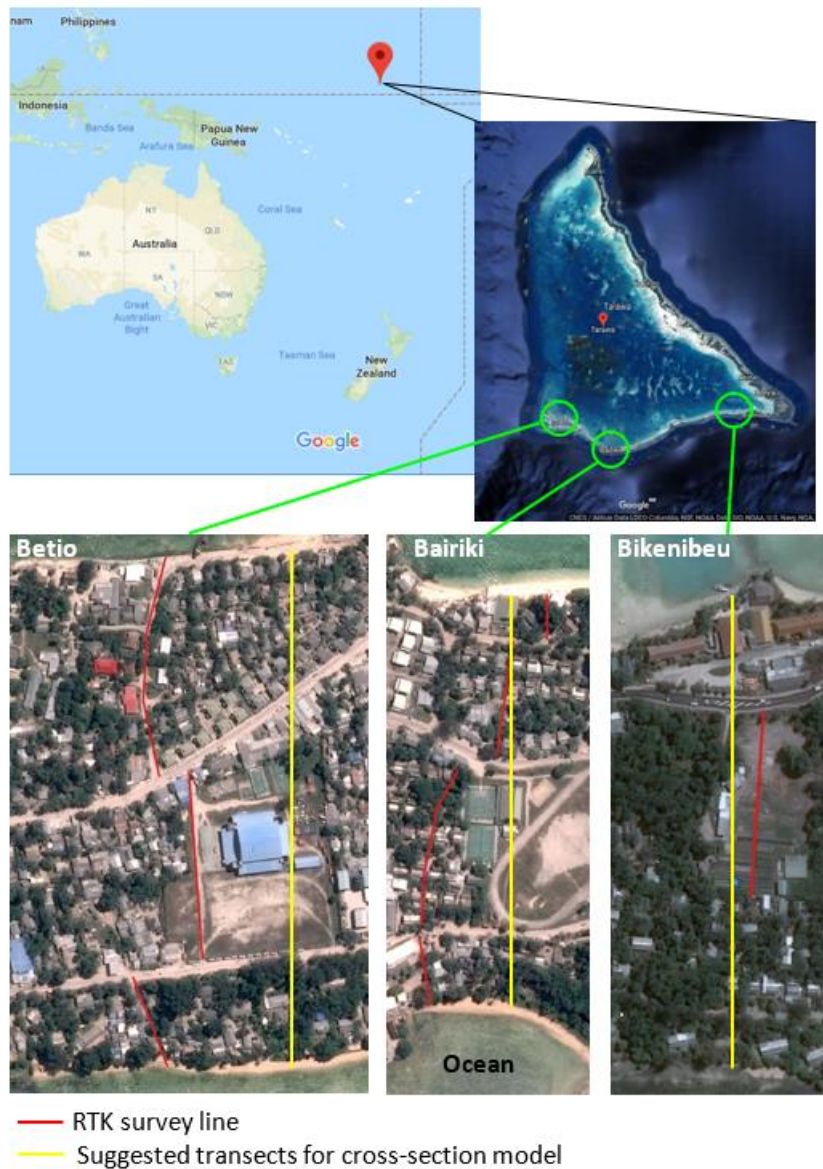 nam
Philippines
Indonesia
Banda Sea
Papua New
Guinea
Arafura Sea
Coral Sea
NT
QLD
WA
Australia
SA
NSW
Great
Australian
Bight
VIC
TAS
Tasman Sea
New
Zealand
Google
Tarawa
Tarawa
Google
Betio
Bairiki
Bikenibeu
Ocean
RTK survey line
Suggested transects for cross-section model